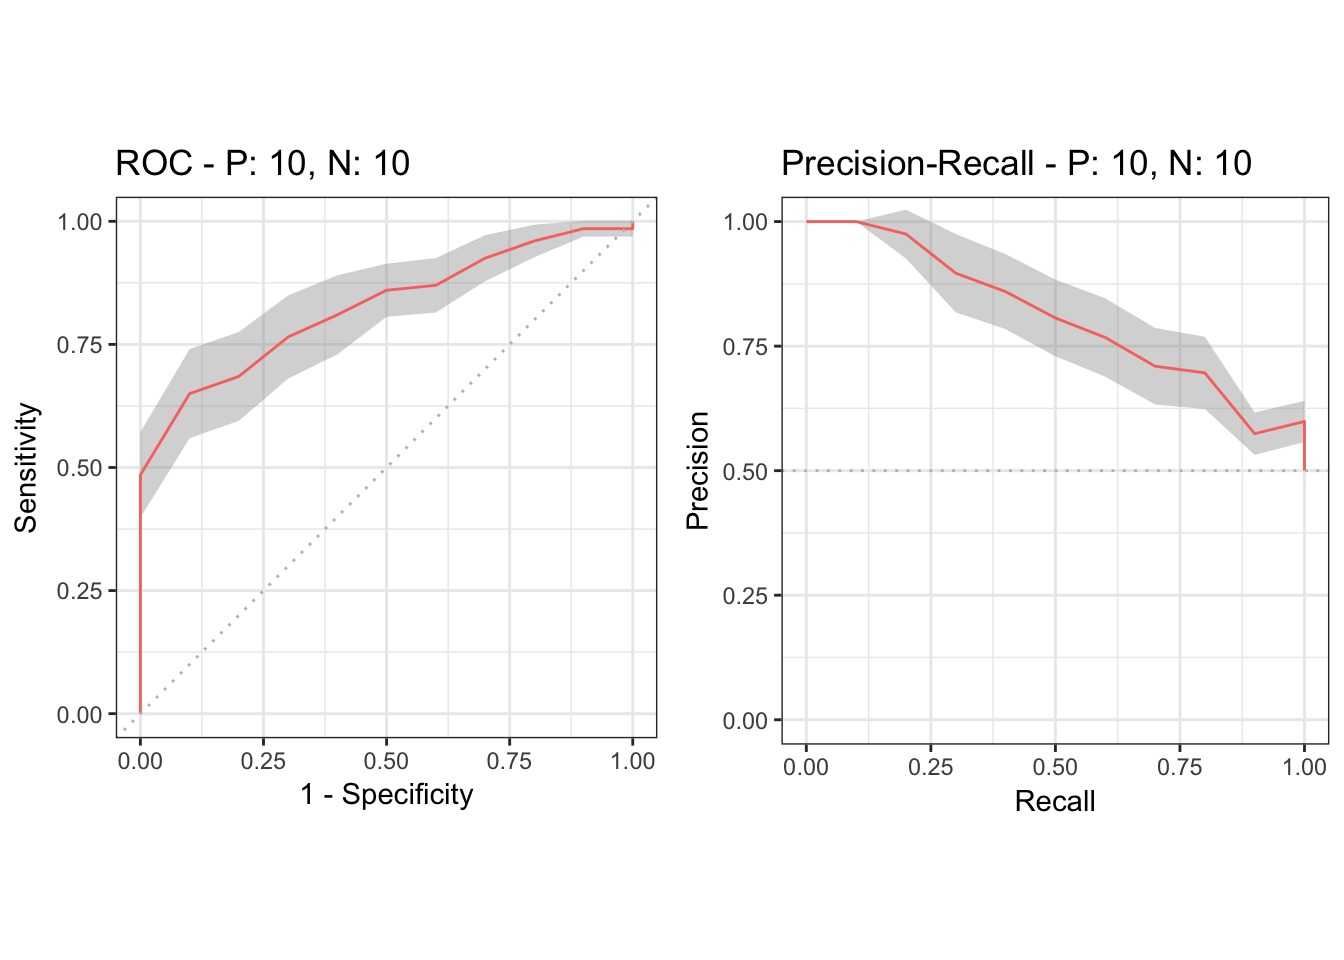 ROC - P: 10, N: 10
1.00
0.75
0.50
0.25
0.00
Sensitivity
0.00 0.25 0.50 0.75 1.00
1 - Specificity
Precision-Recall - P: 10, N: 10
1.00
0.75
0.50
0.25
0.00
Precision
0.00 0.25 0.50 0.75 1.00
Recall